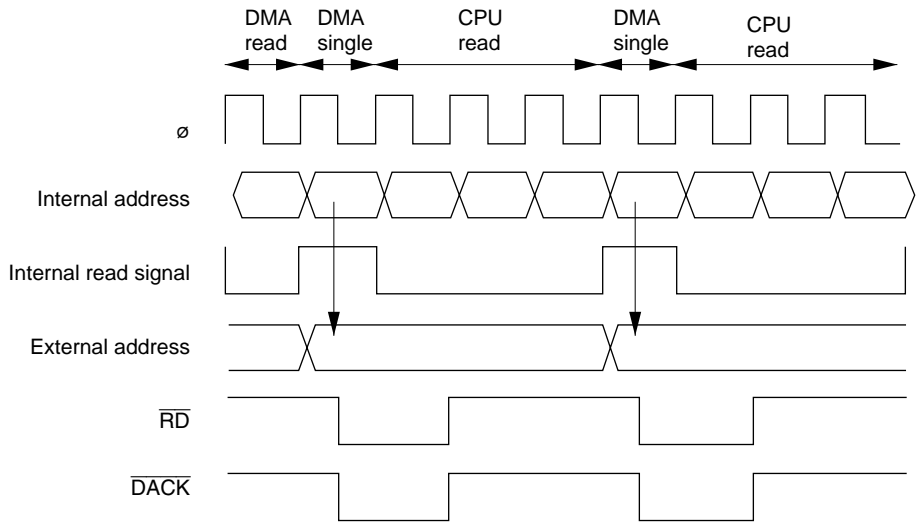 DMA
read
DMA
single
CPU
read
DMA
single
CPU
read
ø
Internal address
Internal read signal
External address
RD
DACK